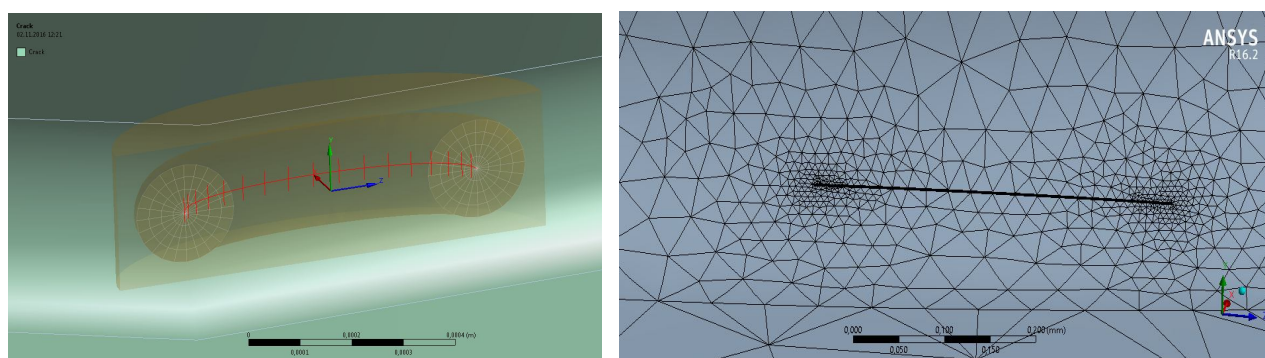 Crack
02.11.2016 12:21
Crack
Y
Z
0
0,0002
0,0004 (m)
0,0001
0,0003
ANSYS
R16.2
0,000
0,100
0,200 (mm)
0,050
0,150
Y
X
Z